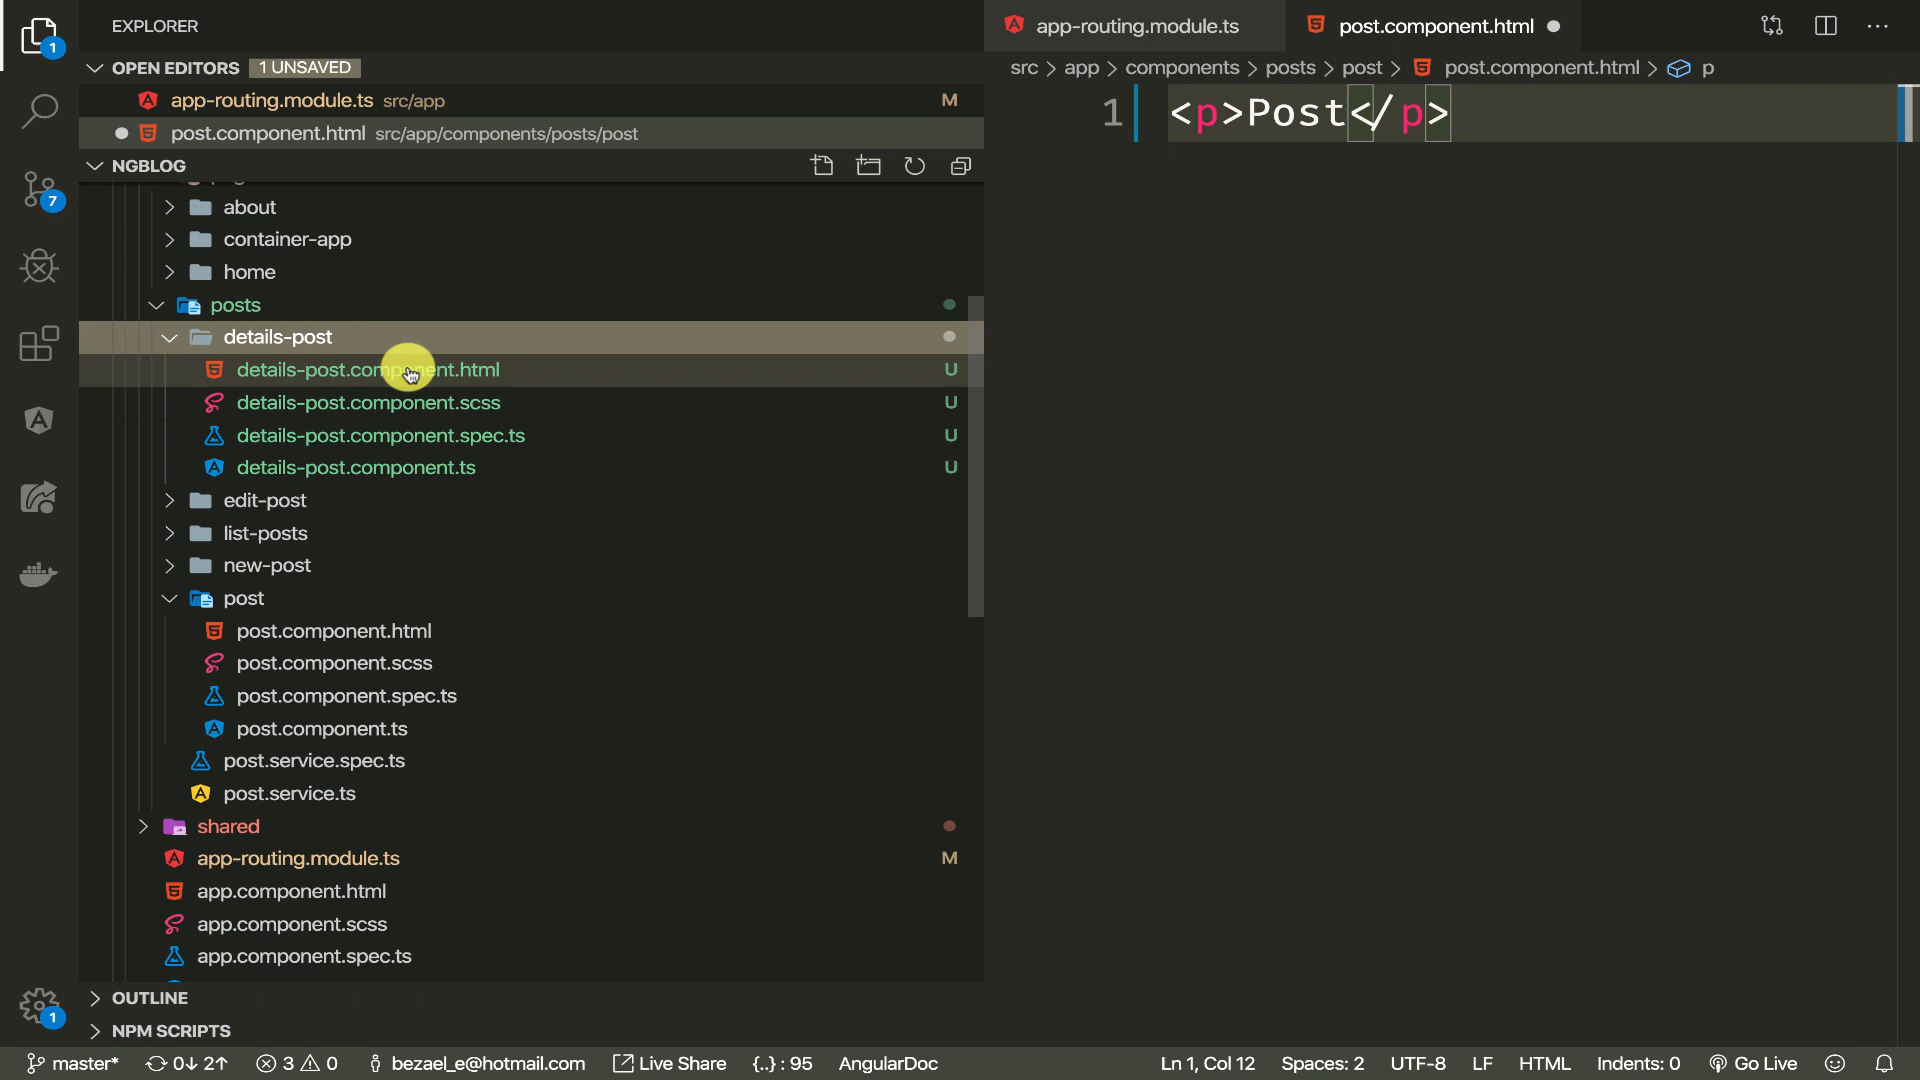 EXPLORER
1
OPEN EDITORS 1 UNSAVED
app-routing.module.ts src/app M
post.component.html src/app/components/posts/post
NGBLOG
about
container-app
home
posts
details-post
details-post.component.html U
details-post.component.scss U
details-post.component.spec.ts U
details-post.component.ts U
edit-post
list-posts
new-post
post
post.component.html
post.component.scss
post.component.spec.ts
post.component.ts
post.service.spec.ts
post.service.ts
shared
app-routing.module.ts M
app.component.html
app.component.scss
app.component.spec.ts
OUTLINE
NPM SCRIPTS
7
1
app-routing.module.ts
post.component.html
src > app > components > posts > post > post.component.html > p
1 <p>Post</p>
master* 0↓ 2↑ 3 0 bezael_e@hotmail.com Live Share {..} : 95 AngularDoc Ln 1, Col 12 Spaces: 2 UTF-8 LF HTML Indents: 0 Go Live